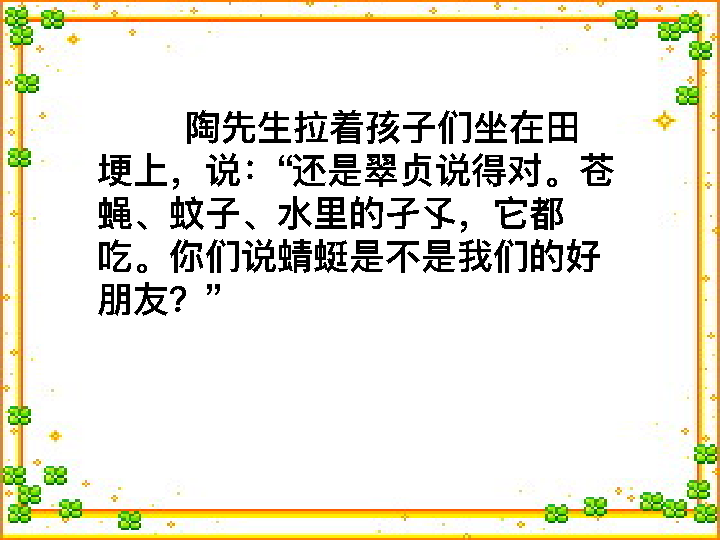 陶先生拉着孩子们坐在田
埂上，说：“还是翠贞说得对。苍
蝇、蚊子、水里的孑孓，它都
吃。你们说蜻蜓是不是我们的好
朋友？”